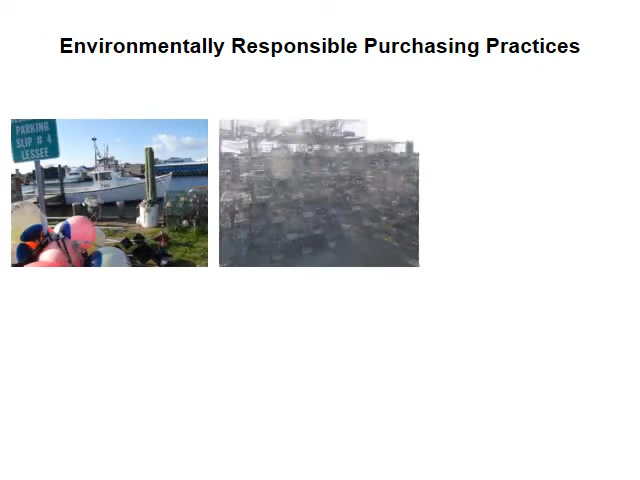 Environmentally Responsible Purchasing Practices
PARKING
SLIP # 4
LESSEE